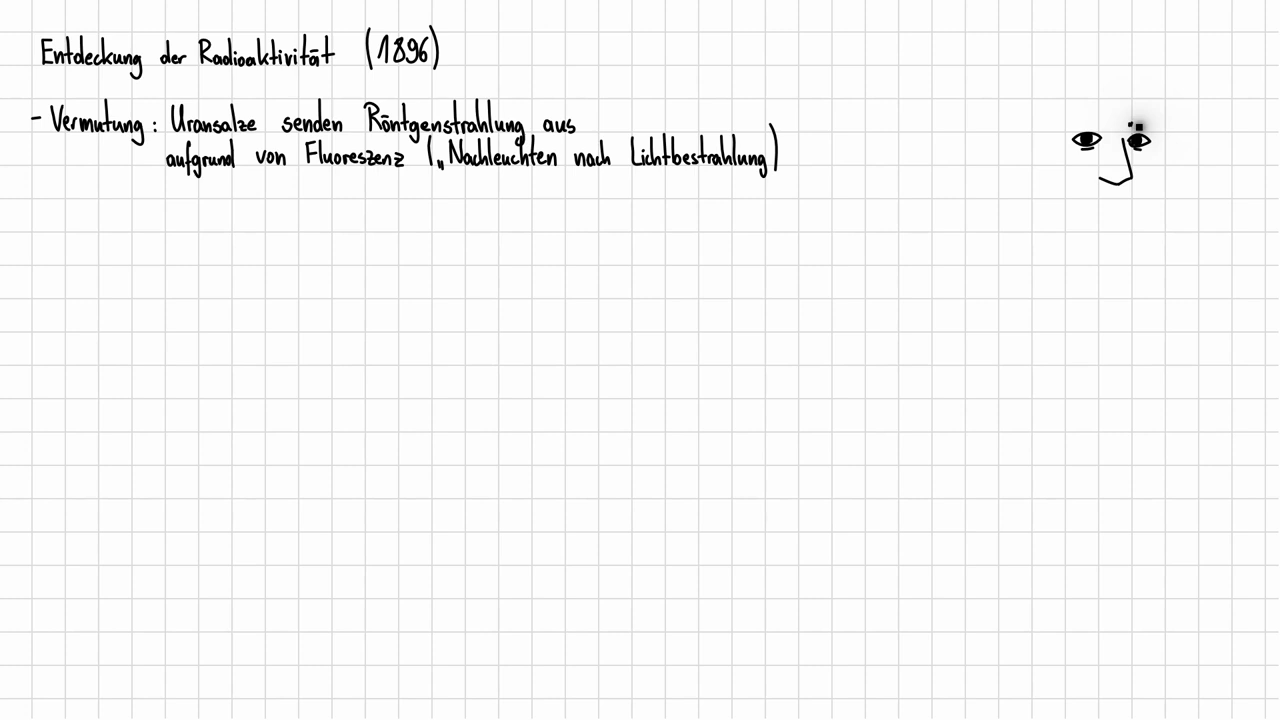 Entdeckung der Radioaktivität (1896)
- Vermutung: Uransalze senden Röntgenstrahlung aus
aufgrund von Fluoreszenz („Nachleuchten nach Lichtbestrahlung)